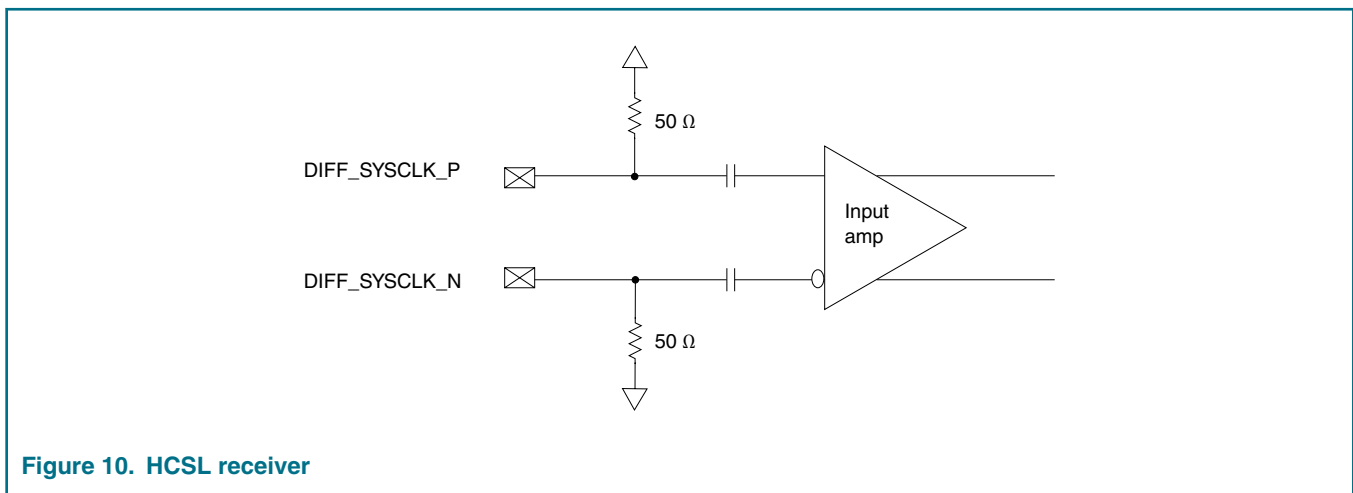 50 Ω
DIFF_SYSCLK_P
Input
amp
DIFF_SYSCLK_N
50 Ω
Figure 10. HCSL receiver